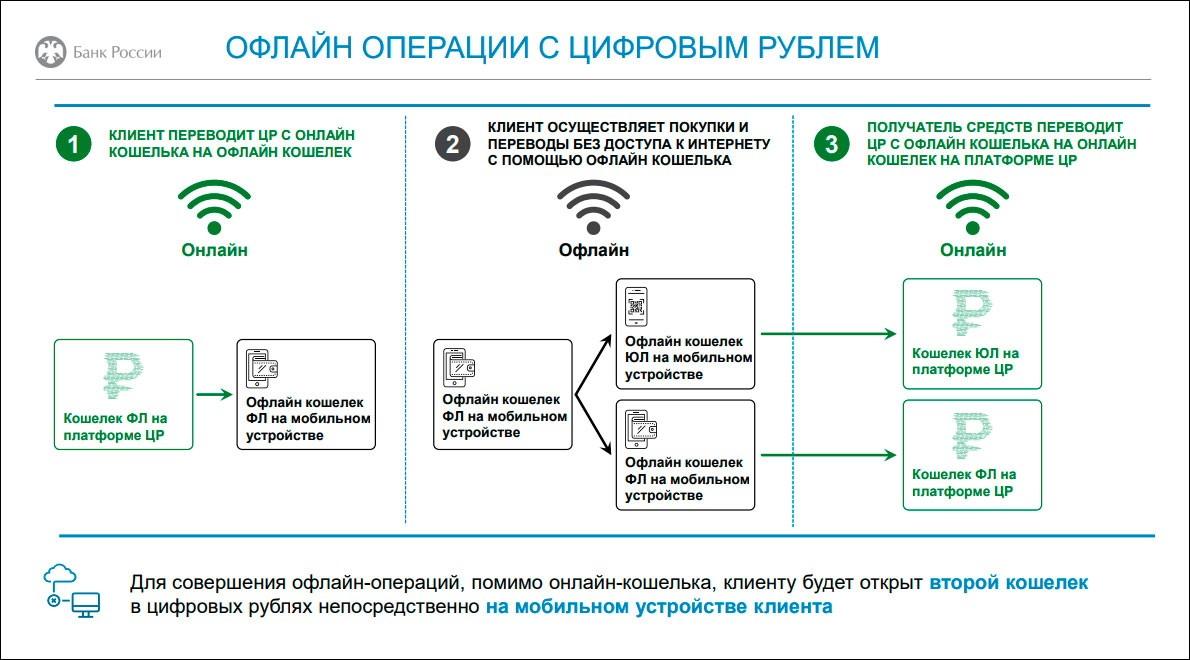 Банк России
ОФЛАЙН ОПЕРАЦИИ С ЦИФРОВЫМ РУБЛЕМ
1
КЛИЕНТ ПЕРЕВОДИТ ЦР С ОНЛАЙН
КОШЕЛЬКА НА ОФЛАЙН КОШЕЛЕК
Онлайн
Кошелек ФЛ на
платформе ЦР
Офлайн кошелек
ФЛ на мобильном
устройстве
2
КЛИЕНТ ОСУЩЕСТВЛЯЕТ ПОКУПКИ И
ПЕРЕВОДЫ БЕЗ ДОСТУПА К ИНТЕРНЕТУ
С ПОМОЩЬЮ ОФЛАЙН КОШЕЛЬКА
Офлайн
Офлайн кошелек
ФЛ на мобильном
устройстве
Офлайн кошелек
ЮЛ на мобильном
устройстве
Офлайн кошелек
ФЛ на мобильном
устройстве
3
ПОЛУЧАТЕЛЬ СРЕДСТВ ПЕРЕВОДИТ
ЦР С ОФЛАЙН КОШЕЛЬКА НА ОНЛАЙН
КОШЕЛЕК НА ПЛАТФОРМЕ ЦР
Онлайн
Кошелек ЮЛ на
платформе ЦР
Кошелек ФЛ на
платформе ЦР
Для совершения офлайн-операций, помимо онлайн-кошелька, клиенту будет открыт второй кошелек
в цифровых рублях непосредственно на мобильном устройстве клиента